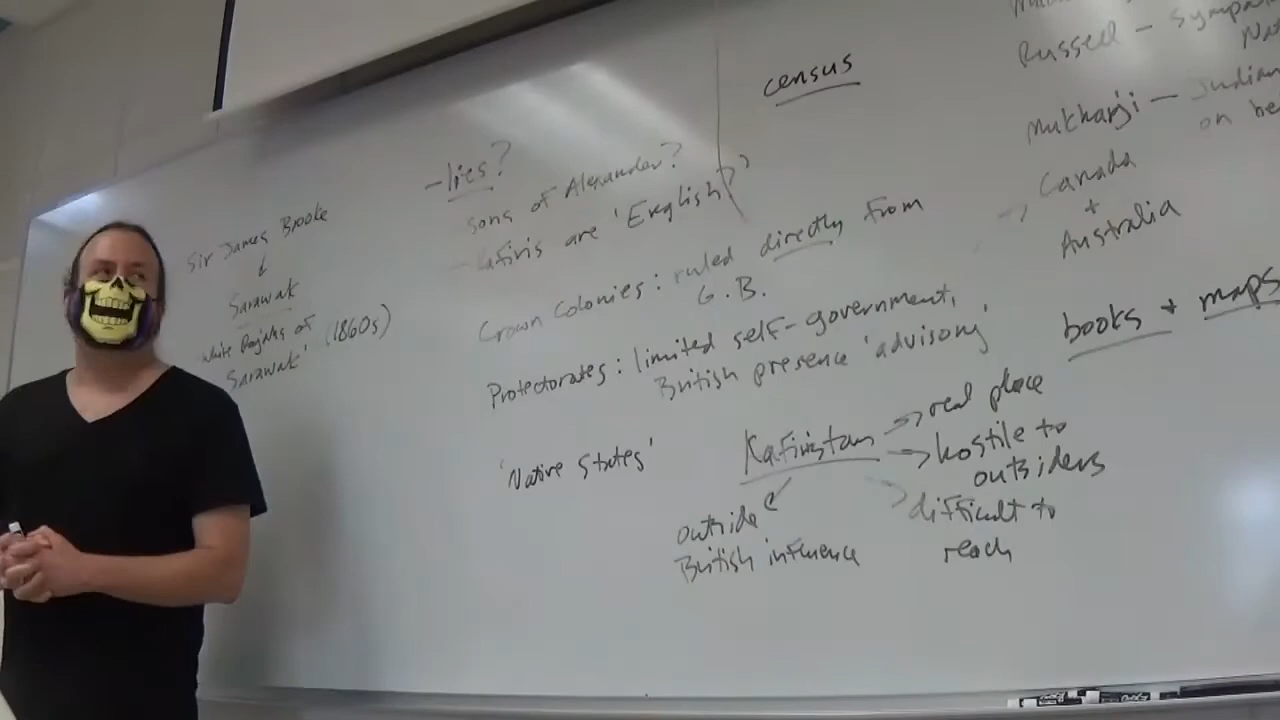 Sir James Brooke
↓
Sarawak
'White Rajahs of
Sarawak' (1860s)
- lies?
sons of Alexander?
Kafiris are 'English'?
Crown Colonies: ruled directly from
G.B.
Protectorates: limited self-government,
British presence 'advisory'
'Native States'
Kafiristan
→ real place
→ hostile to
outsiders
→ difficult to
reach
outside
British influence
census
Russell — Sympa
Mukharji — Indian
on be
→ Canada
+
Australia
books + maps